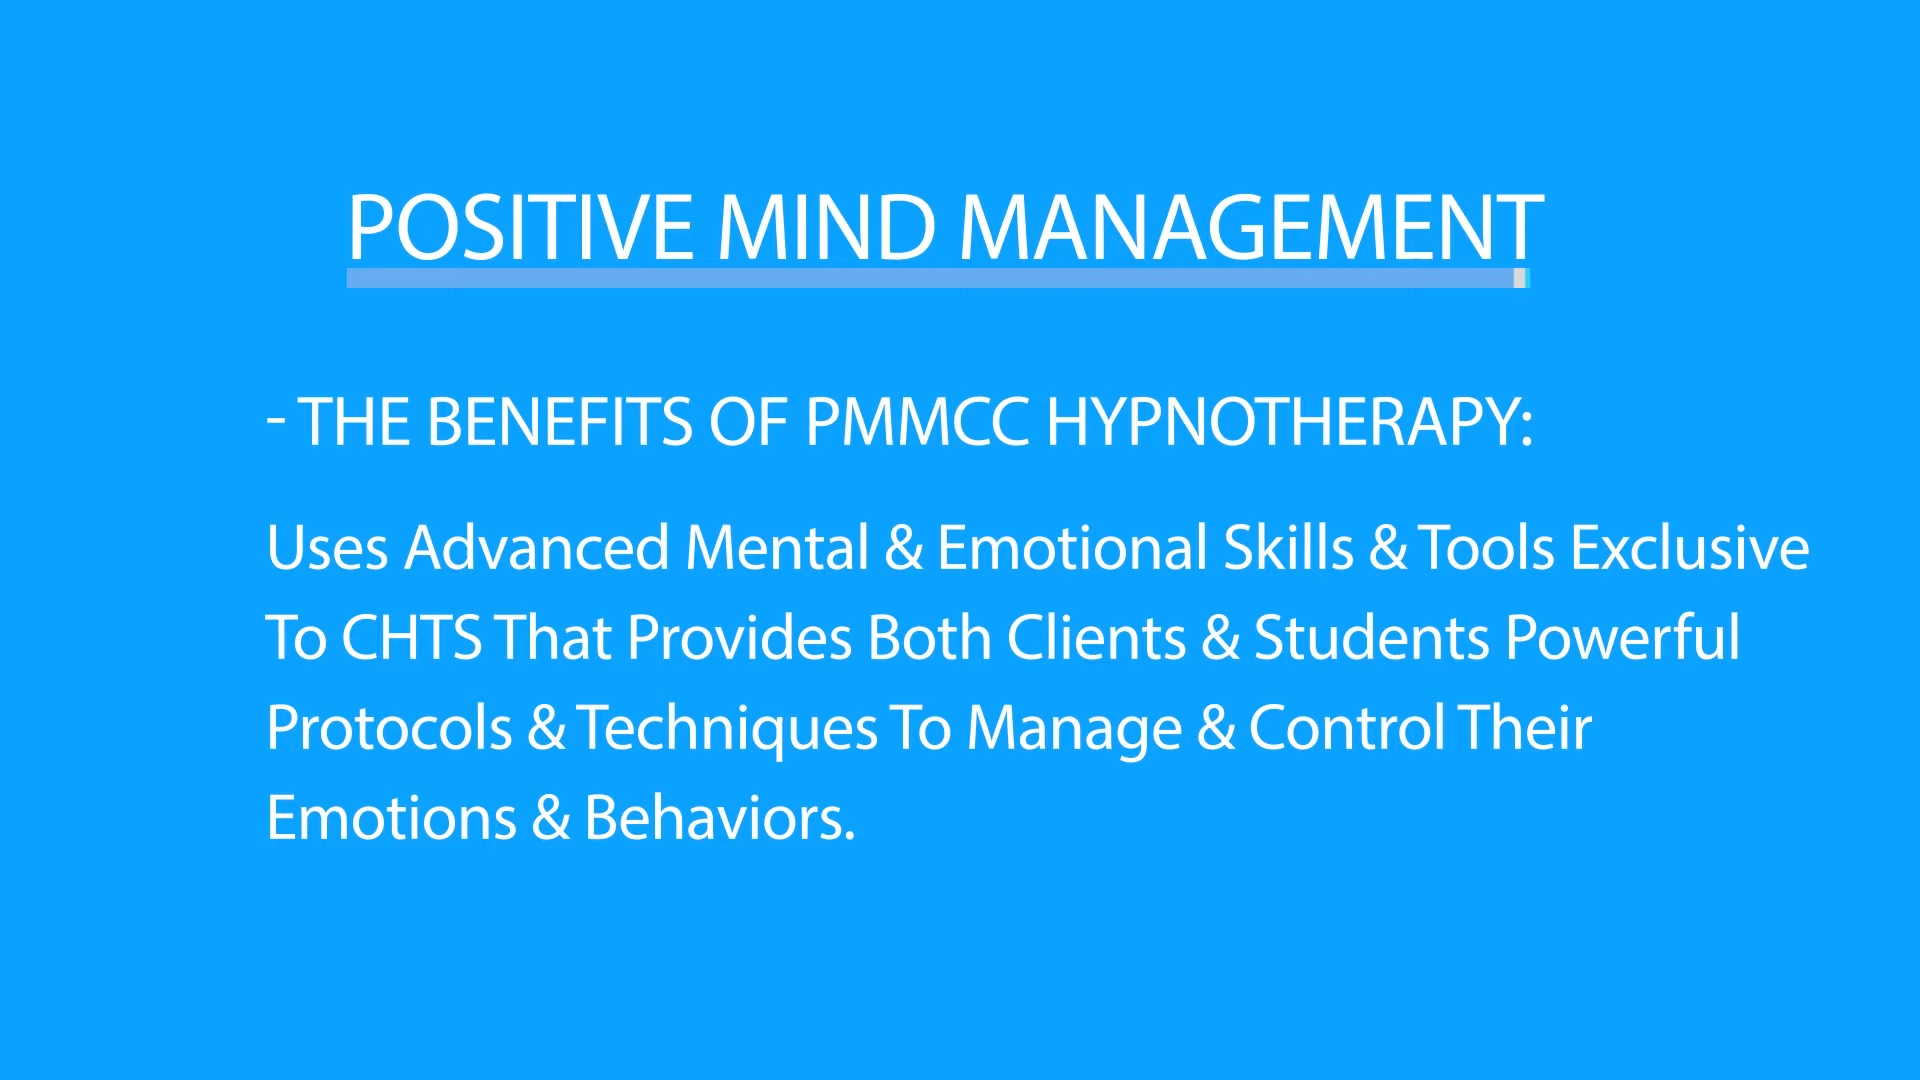 POSITIVE MIND MANAGEMENT
- THE BENEFITS OF PMMCC HYPNOTHERAPY:
Uses Advanced Mental & Emotional Skills & Tools Exclusive
To CHTS That Provides Both Clients & Students Powerful
Protocols & Techniques To Manage & Control Their
Emotions & Behaviors.